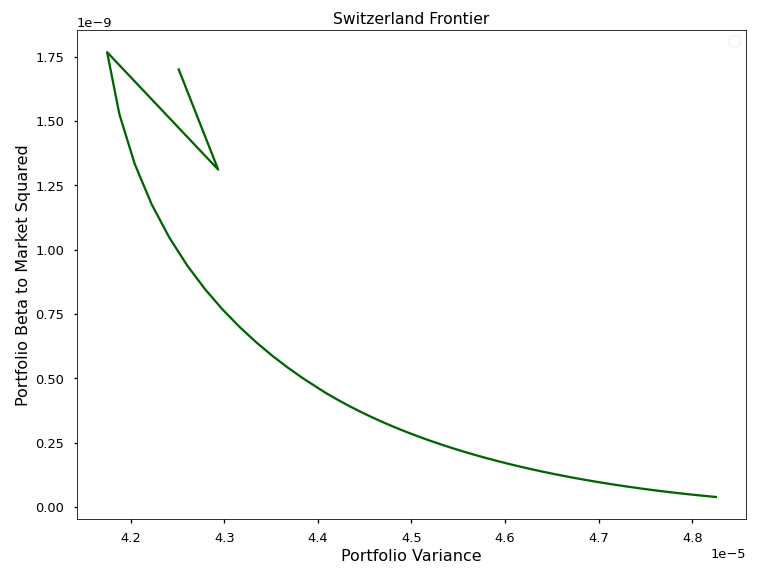 Switzerland Frontier
1e−9
1.75
1.50
1.25
1.00
0.75
0.50
0.25
0.00
Portfolio Beta to Market Squared
4.2 4.3 4.4 4.5 4.6 4.7 4.8
1e−5
Portfolio Variance